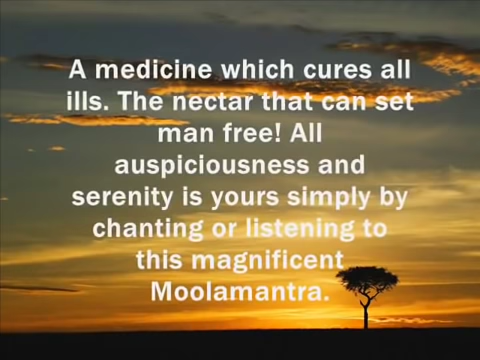 A medicine which cures all
ills. The nectar that can set
man free! All
auspiciousness and
serenity is yours simply by
chanting or listening to
this magnificent
Moolamantra.